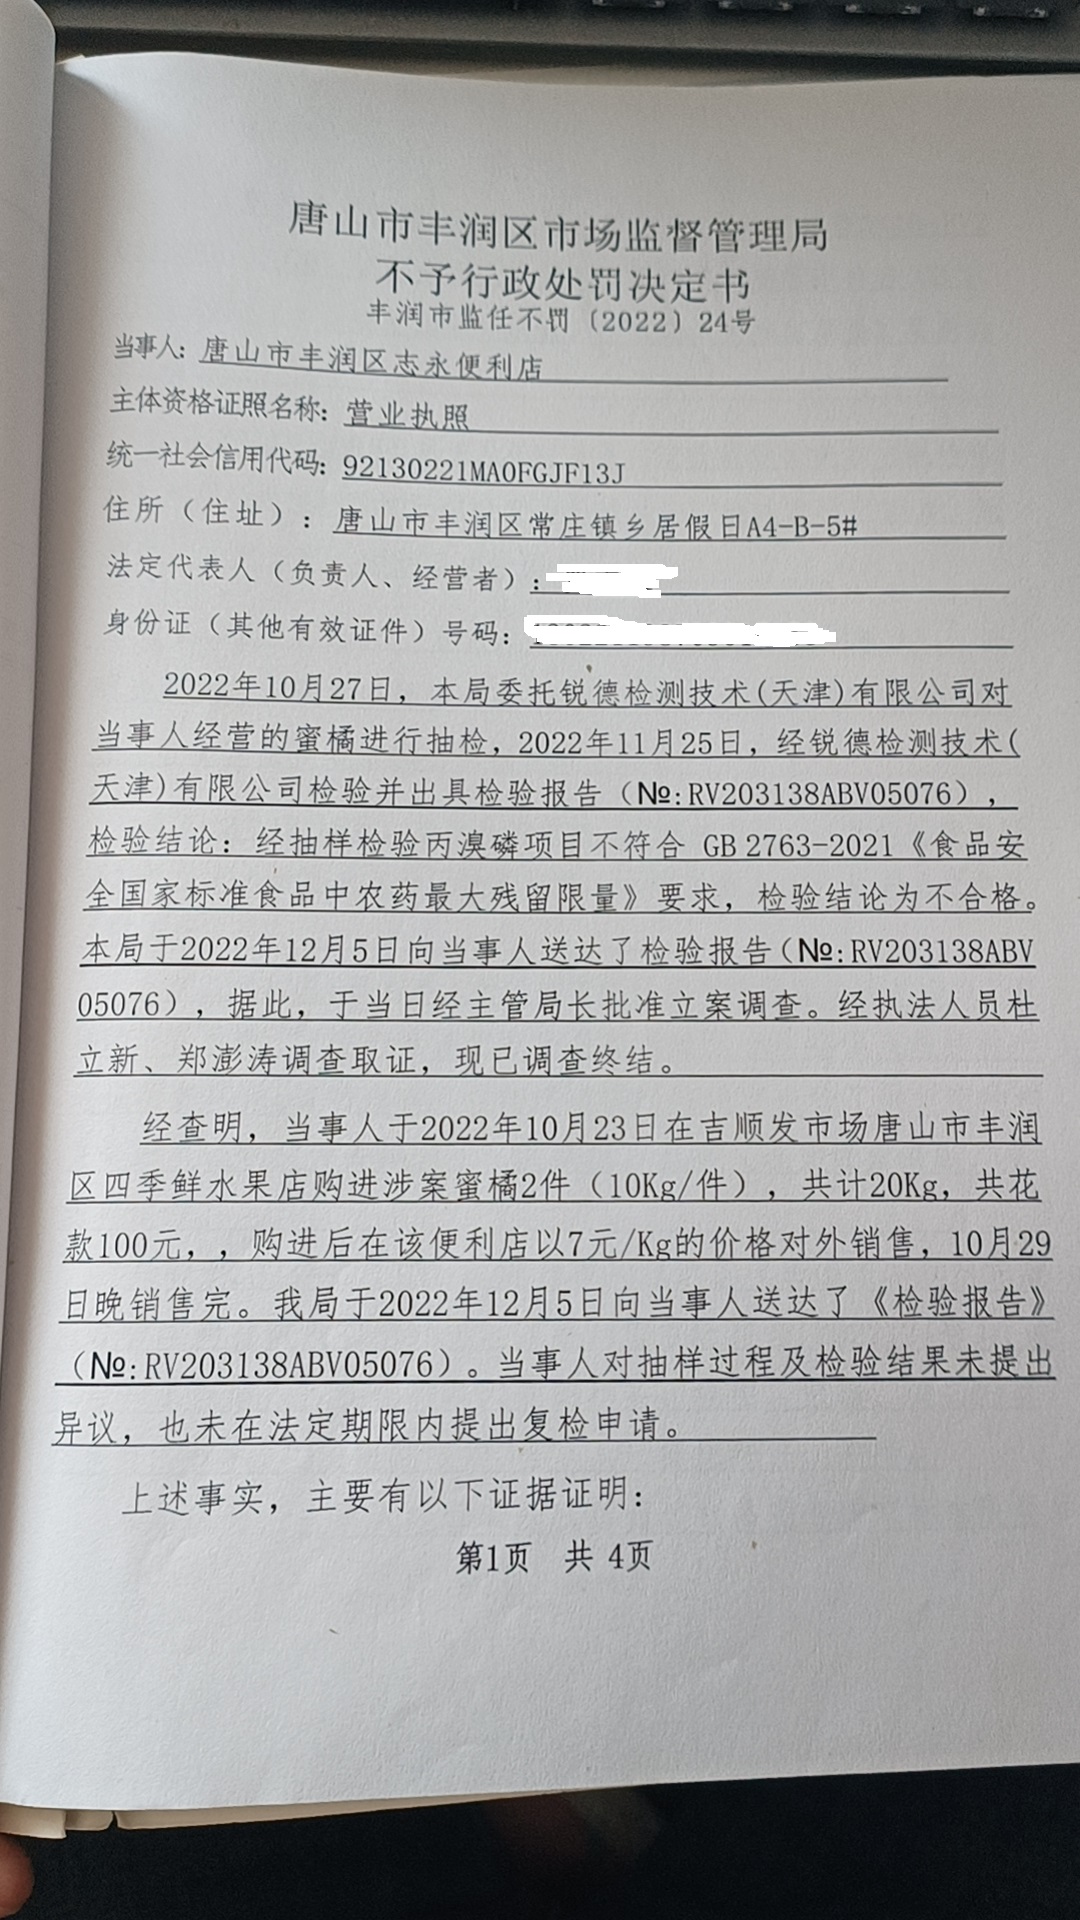 唐山市丰润区市场监督管理局
不予行政处罚决定书
丰润市监任不罚〔2022〕24号
当事人：唐山市丰润区志永便利店
主体资格证照名称：营业执照
统一社会信用代码：92130221MA0FGJF13J
住所（住址）：唐山市丰润区常庄镇乡居假日A4-B-5#
法定代表人（负责人、经营者）：
身份证（其他有效证件）号码：
2022年10月27日，本局委托锐德检测技术(天津)有限公司对
当事人经营的蜜橘进行抽检，2022年11月25日，经锐德检测技术(
天津)有限公司检验并出具检验报告（№:RV203138ABV05076），
检验结论：经抽样检验丙溴磷项目不符合 GB 2763-2021《食品安
全国家标准食品中农药最大残留限量》要求，检验结论为不合格。
本局于2022年12月5日向当事人送达了检验报告（№:RV203138ABV
05076），据此，于当日经主管局长批准立案调查。经执法人员杜
立新、郑澎涛调查取证，现已调查终结。
经查明，当事人于2022年10月23日在吉顺发市场唐山市丰润
区四季鲜水果店购进涉案蜜橘2件（10Kg/件），共计20Kg，共花
款100元，，购进后在该便利店以7元/Kg的价格对外销售，10月29
日晚销售完。我局于2022年12月5日向当事人送达了《检验报告》
（№:RV203138ABV05076）。当事人对抽样过程及检验结果未提出
异议，也未在法定期限内提出复检申请。
上述事实，主要有以下证据证明：
第1页 共 4页